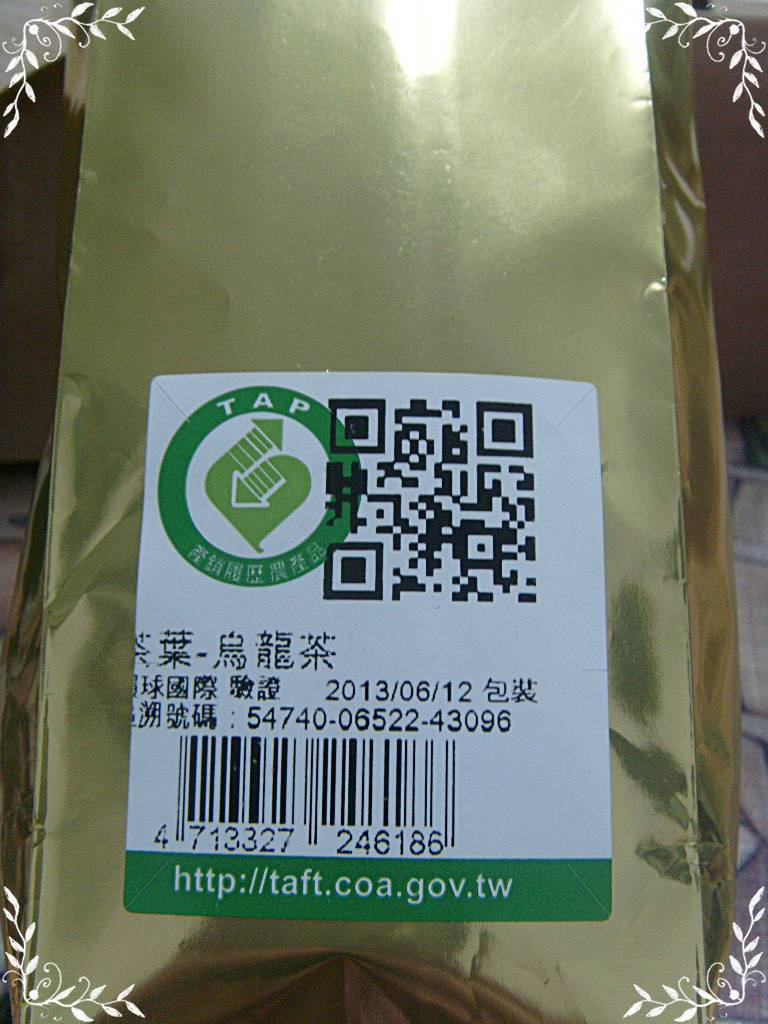 TAP
產銷履歷農產品
茶葉-烏龍茶
環球國際 驗證 2013/06/12 包裝
追溯號碼:54740-06522-43096
4 713327 246186
http://taft.coa.gov.tw